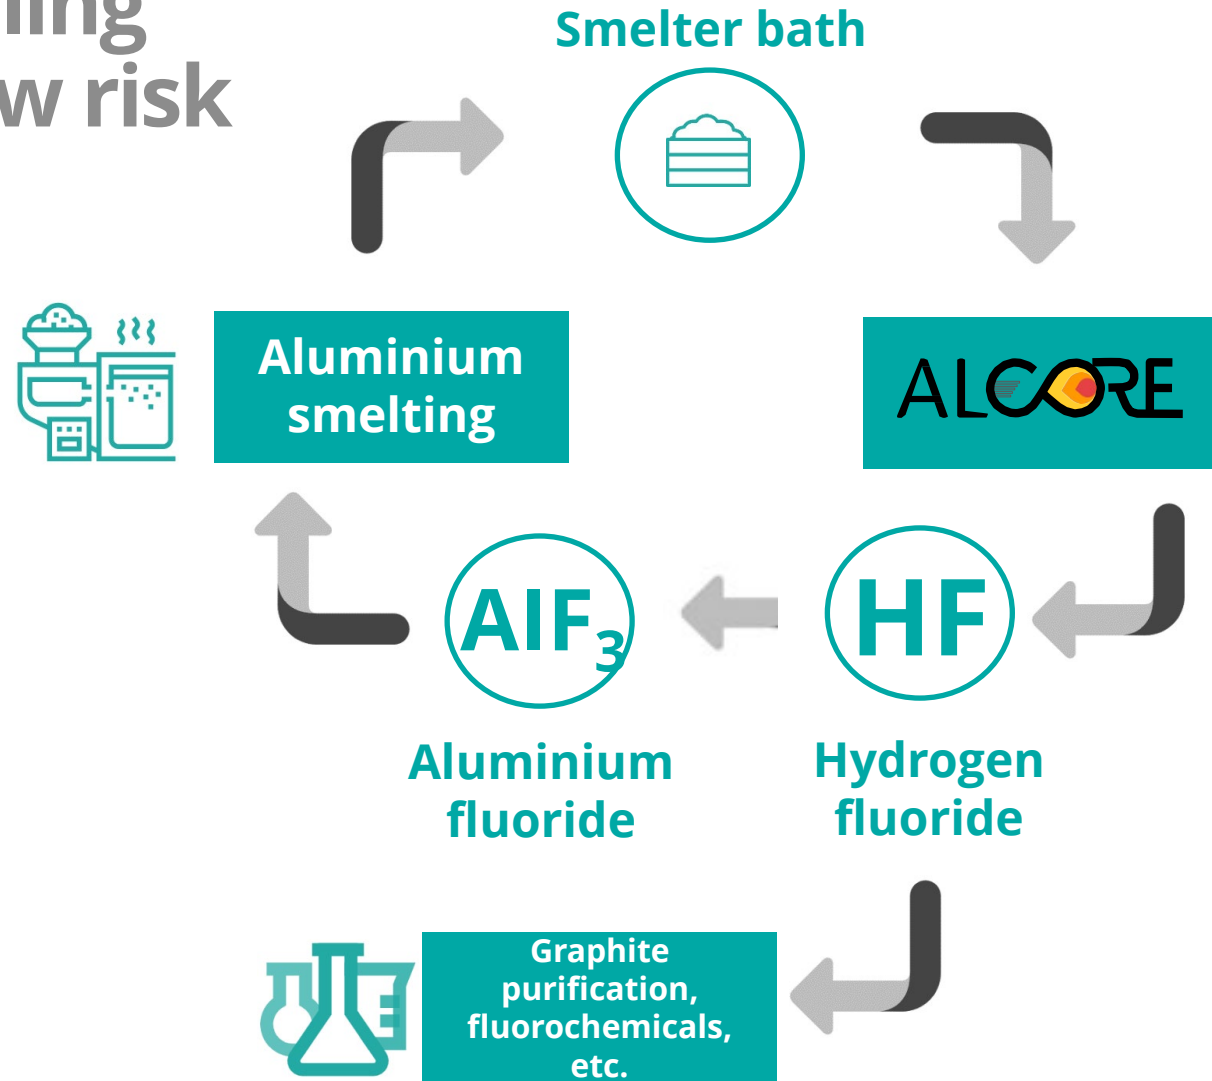 Smelter bath
w risk
Aluminium
smelting
ALCORE
AlF3
HF
Aluminium
fluoride
Hydrogen
fluoride
Graphite
purification,
fluorochemicals,
etc.